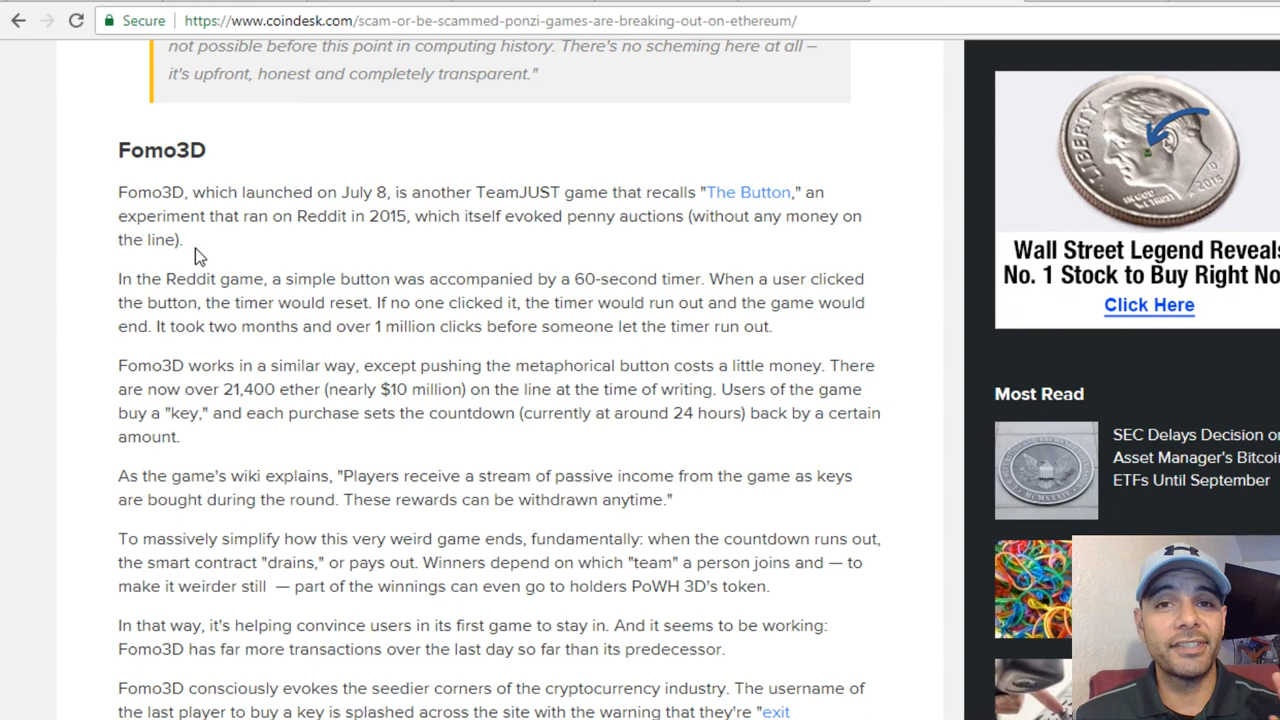 Secure
https://www.coindesk.com/scam-or-be-scammed-ponzi-games-are-breaking-out-on-ethereum/
not possible before this point in computing history. There's no scheming here at all –
it's upfront, honest and completely transparent."
Fomo3D
Fomo3D, which launched on July 8, is another TeamJUST game that recalls "The Button," an
experiment that ran on Reddit in 2015, which itself evoked penny auctions (without any money on
the line).
In the Reddit game, a simple button was accompanied by a 60-second timer. When a user clicked
the button, the timer would reset. If no one clicked it, the timer would run out and the game would
end. It took two months and over 1 million clicks before someone let the timer run out.
Fomo3D works in a similar way, except pushing the metaphorical button costs a little money. There
are now over 21,400 ether (nearly $10 million) on the line at the time of writing. Users of the game
buy a "key," and each purchase sets the countdown (currently at around 24 hours) back by a certain
amount.
As the game's wiki explains, "Players receive a stream of passive income from the game as keys
are bought during the round. These rewards can be withdrawn anytime."
To massively simplify how this very weird game ends, fundamentally: when the countdown runs out,
the smart contract "drains," or pays out. Winners depend on which "team" a person joins and — to
make it weirder still — part of the winnings can even go to holders PoWH 3D's token.
In that way, it's helping convince users in its first game to stay in. And it seems to be working:
Fomo3D has far more transactions over the last day so far than its predecessor.
Fomo3D consciously evokes the seedier corners of the cryptocurrency industry. The username of
the last player to buy a key is splashed across the site with the warning that they're "exit
LIBERTY
IN GOD
WE TRUST
2015
Wall Street Legend Reveals
No. 1 Stock to Buy Right No
Click Here
Most Read
SEC Delays Decision o
Asset Manager's Bitcoi
ETFs Until September